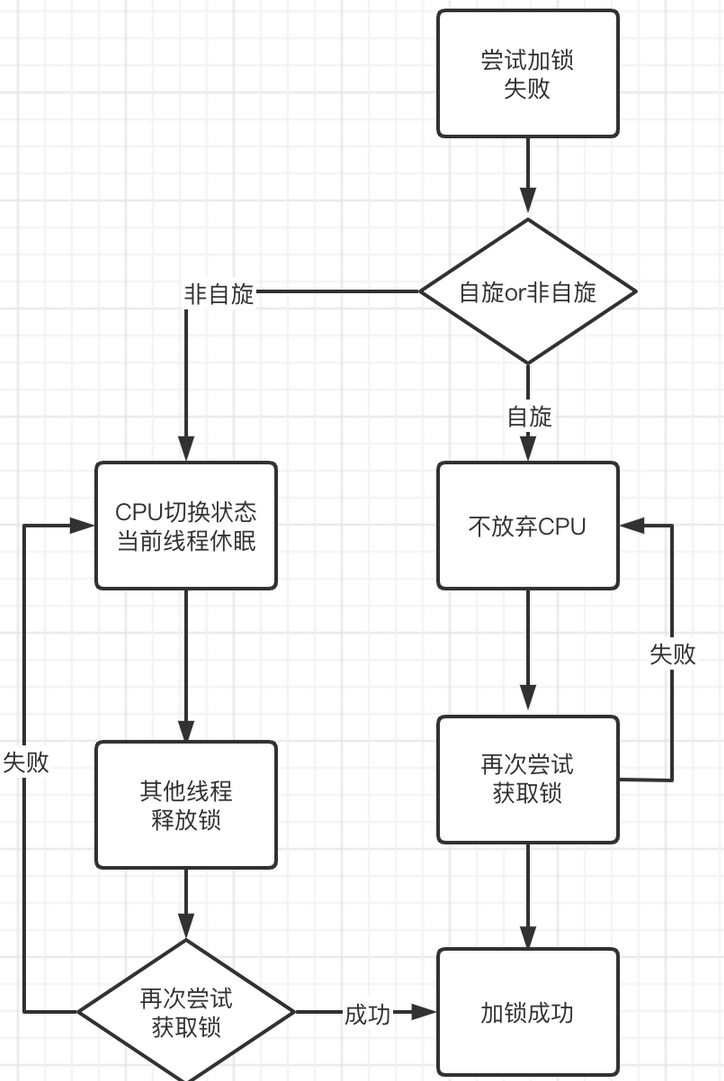 尝试加锁
失败
自旋or非自旋
非自旋
自旋
CPU切换状态
当前线程休眠
不放弃CPU
失败
失败
其他线程
释放锁
再次尝试
获取锁
再次尝试
获取锁
成功
加锁成功